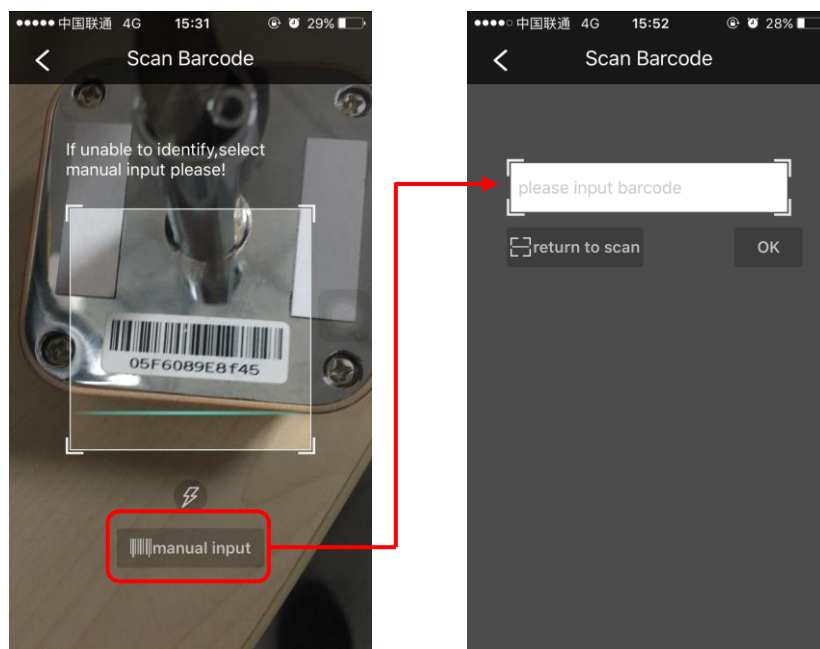 中国联通 4G 15:31 29%
Scan Barcode
If unable to identify,select
manual input please!
05F6089E8f45
manual input
中国联通 4G 15:52 28%
Scan Barcode
please input barcode
return to scan
OK